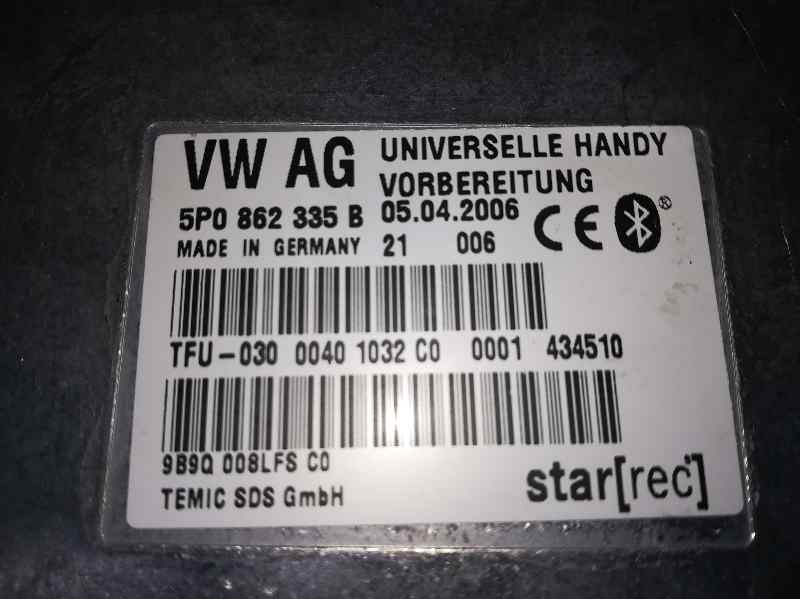 VW AG UNIVERSELLE HANDY
VORBEREITUNG
5P0 862 335 B 05.04.2006
MADE IN GERMANY 21 006
CE ®
TFU-030 0040 1032 C0 0001 434510
9B9Q 008LFS C0
TEMIC SDS GmbH
star[rec]